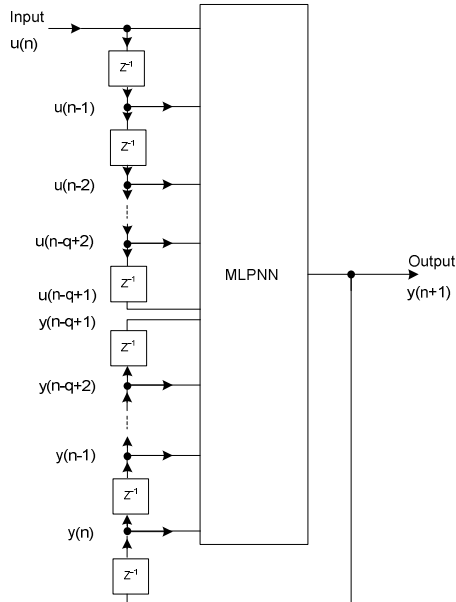 Input
u(n)
z⁻¹
u(n-1)
z⁻¹
u(n-2)
u(n-q+2)
z⁻¹
u(n-q+1)
y(n-q+1)
z⁻¹
y(n-q+2)
y(n-1)
z⁻¹
y(n)
z⁻¹
MLPNN
Output
y(n+1)